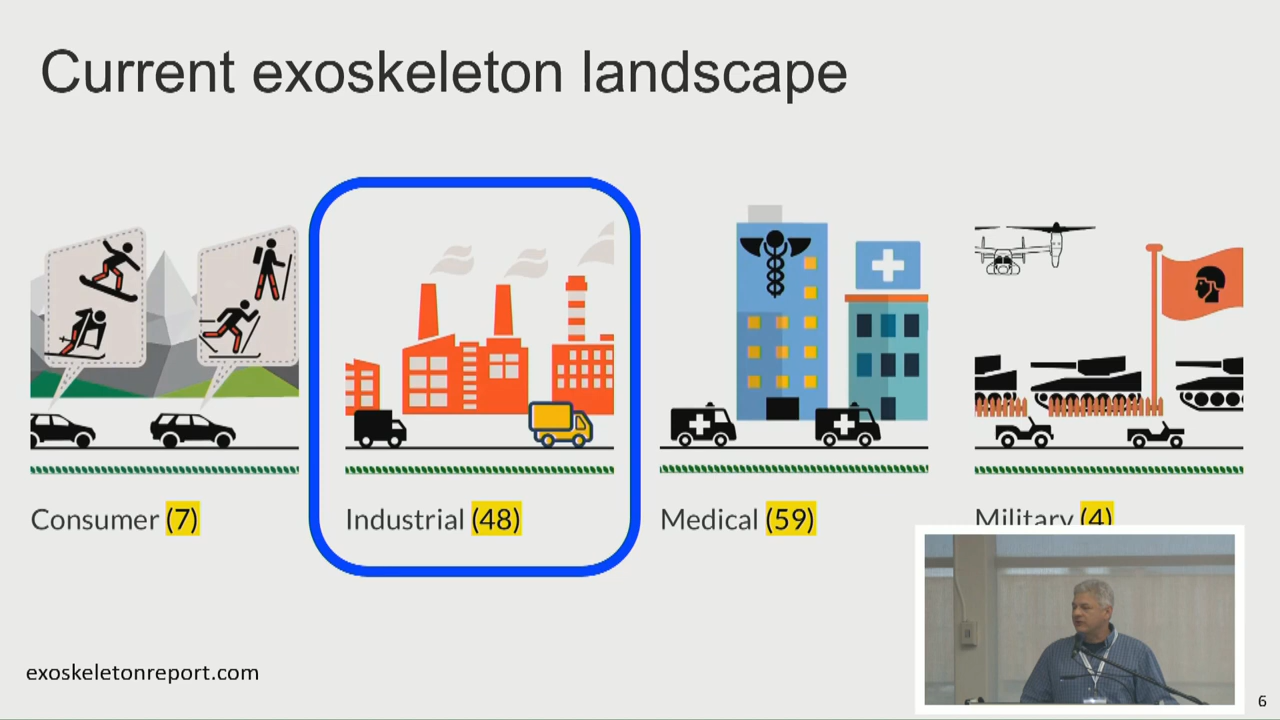 Current exoskeleton landscape
Consumer (7)
Industrial (48)
Medical (59)
Military (4)
exoskeletonreport.com
6